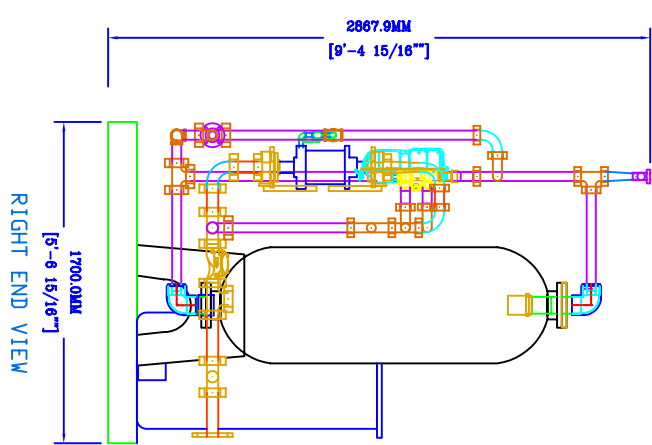 2867.9MM
[9'-4 15/16""]
1700.0MM
[5'-6 15/16""]
RIGHT END VIEW